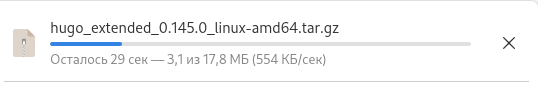 hugo_extended_0.145.0_linux-amd64.tar.gz
Осталось 29 сек — 3,1 из 17,8 МБ (554 КБ/сек)